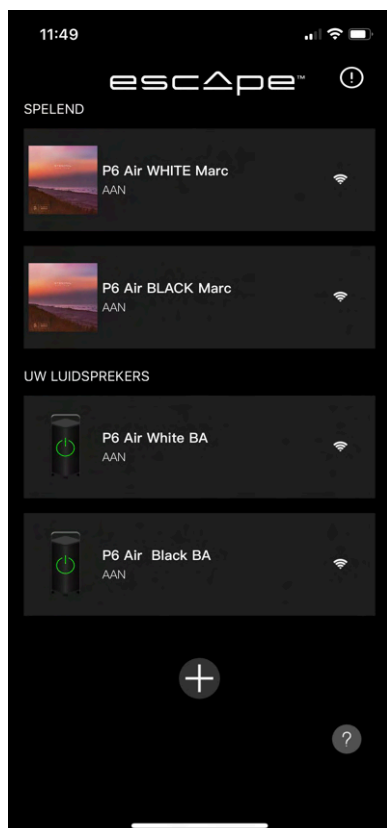 11:49
escape™
SPELEND
P6 Air WHITE Marc
AAN
P6 Air BLACK Marc
AAN
UW LUIDSPREKERS
P6 Air White BA
AAN
P6 Air  Black BA
AAN
?